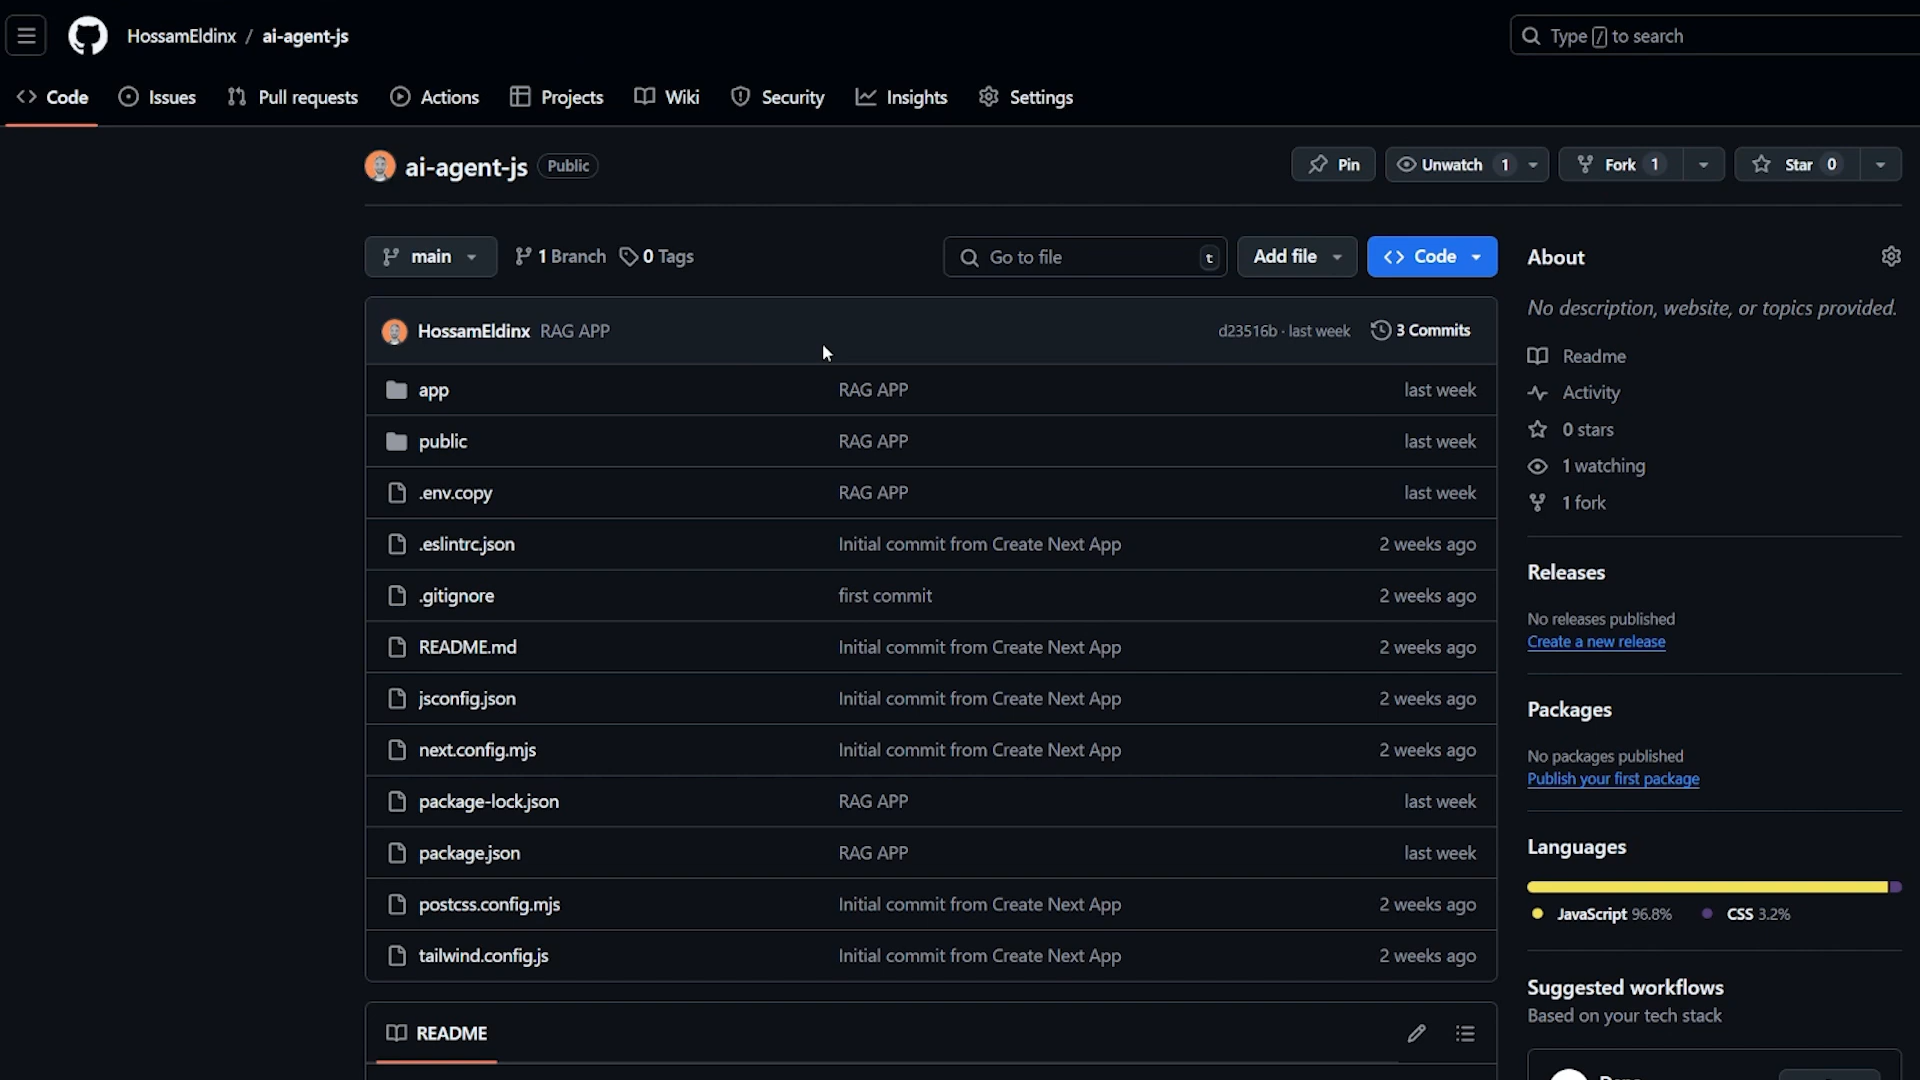 HossamEldinx / ai-agent-js
Type / to search
Code Issues Pull requests Actions Projects Wiki Security Insights Settings
ai-agent-js Public
Pin Unwatch 1 Fork 1 Star 0
main 1 Branch 0 Tags Go to file t Add file Code
HossamEldinx RAG APP d23516b · last week 3 Commits
app RAG APP last week
public RAG APP last week
.env.copy RAG APP last week
.eslintrc.json Initial commit from Create Next App 2 weeks ago
.gitignore first commit 2 weeks ago
README.md Initial commit from Create Next App 2 weeks ago
jsconfig.json Initial commit from Create Next App 2 weeks ago
next.config.mjs Initial commit from Create Next App 2 weeks ago
package-lock.json RAG APP last week
package.json RAG APP last week
postcss.config.mjs Initial commit from Create Next App 2 weeks ago
tailwind.config.js Initial commit from Create Next App 2 weeks ago
README
About
No description, website, or topics provided.
Readme
Activity
0 stars
1 watching
1 fork
Releases
No releases published
Create a new release
Packages
No packages published
Publish your first package
Languages
JavaScript 96.8% CSS 3.2%
Suggested workflows
Based on your tech stack